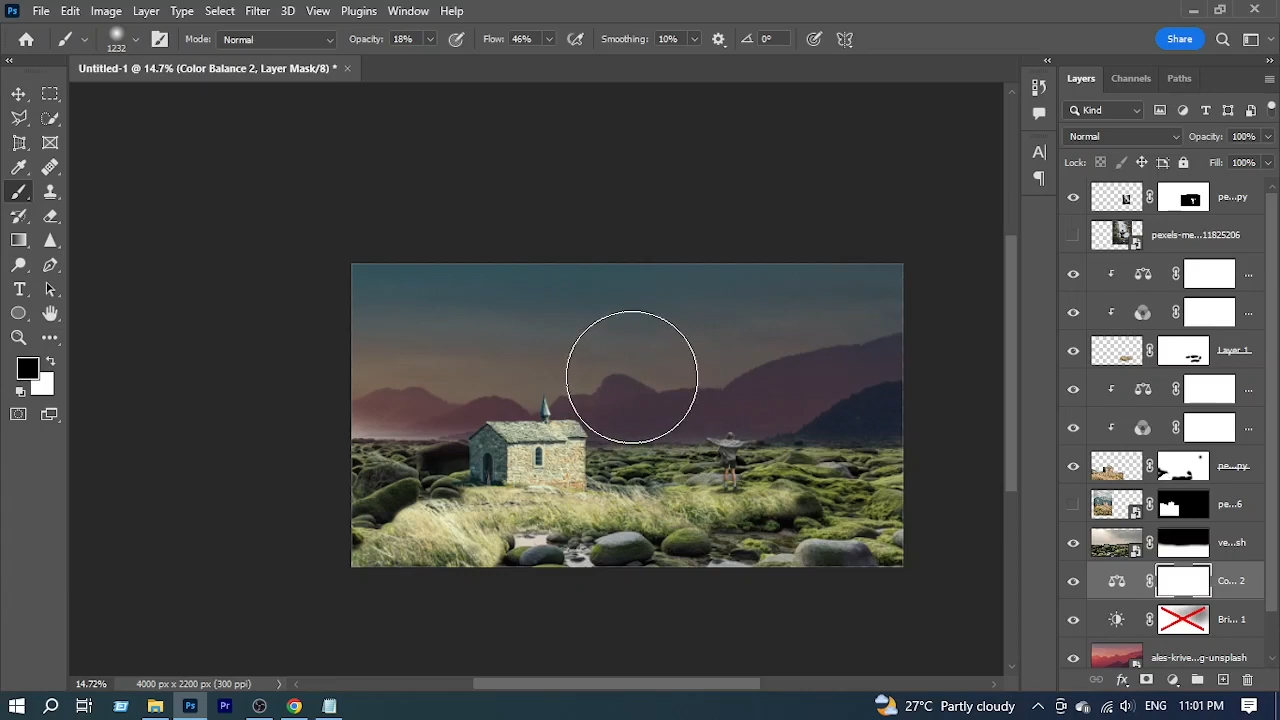 Ps File Edit Image Layer Type Select Filter 3D View Plugins Window Help
1232 Mode: Normal Opacity: 18% Flow: 46% Smoothing: 10% 0° Share
Untitled-1 @ 14.7% (Color Balance 2, Layer Mask/8) *
Layers Channels Paths
Kind
Normal Opacity: 100%
Lock: Fill: 100%
pe...py
pexels-me...11825206
...
...
Layer 1
...
...
pe...py
pe...6
ve...sh
Co... 2
Bri... 1
ales-krive...g-unsplash
14.72% 4000 px x 2200 px (300 ppi)
Ps Pr 27°C Partly cloudy ENG 11:01 PM